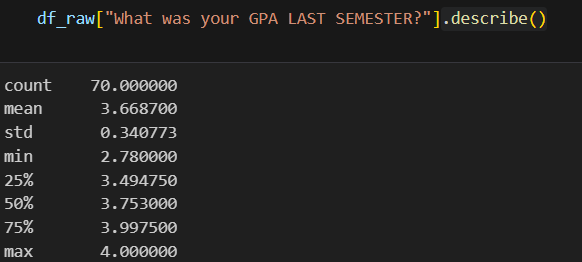 df_raw["What was your GPA LAST SEMESTER?"].describe()
count 70.000000
mean 3.668700
std 0.340773
min 2.780000
25% 3.494750
50% 3.753000
75% 3.997500
max 4.000000